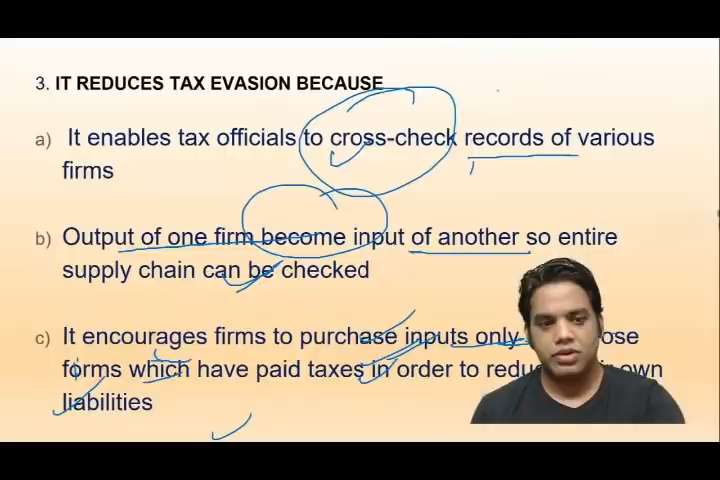 3. IT REDUCES TAX EVASION BECAUSE
a) It enables tax officials to cross-check records of various
firms
b) Output of one firm become input of another so entire
supply chain can be checked
c) It encourages firms to purchase inputs only
forms which have paid taxes in order to own
liabilities